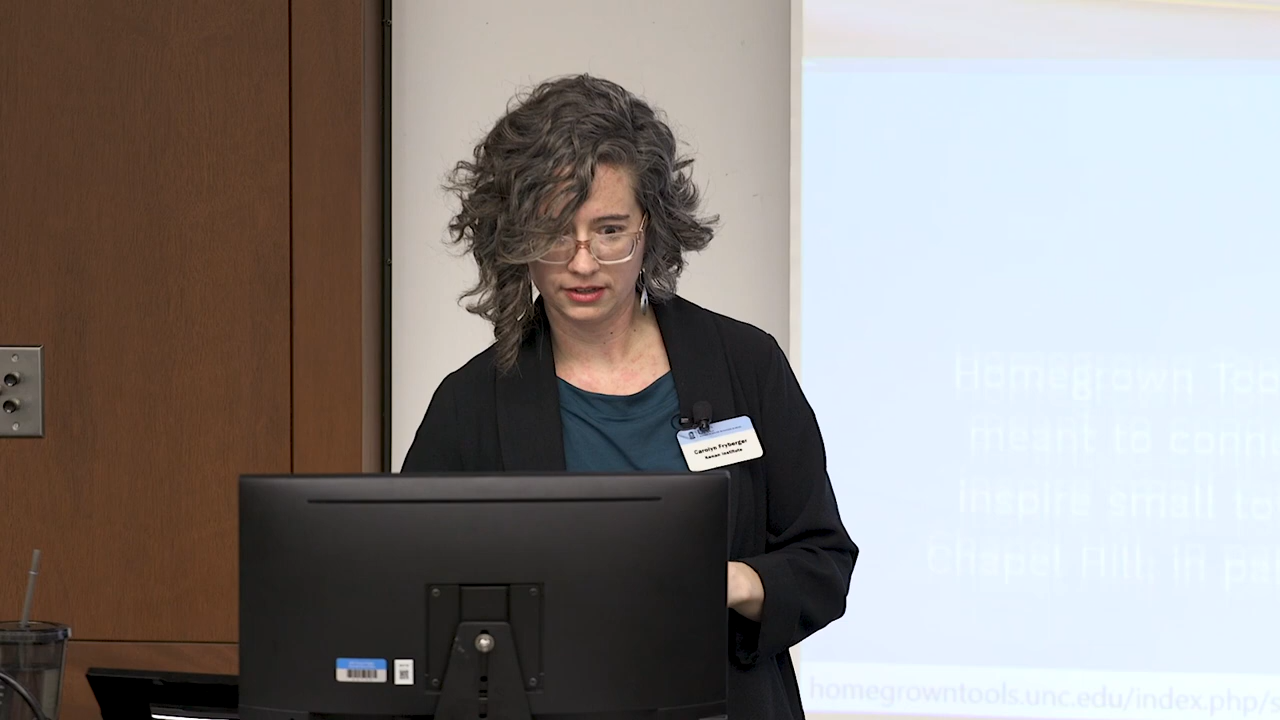 Homegrown Too
meant to conne
inspire small to
Chapel Hill, in pa
homegrowntools.unc.edu/index.php/s
Carolyn Fryberger
Kenan Institute